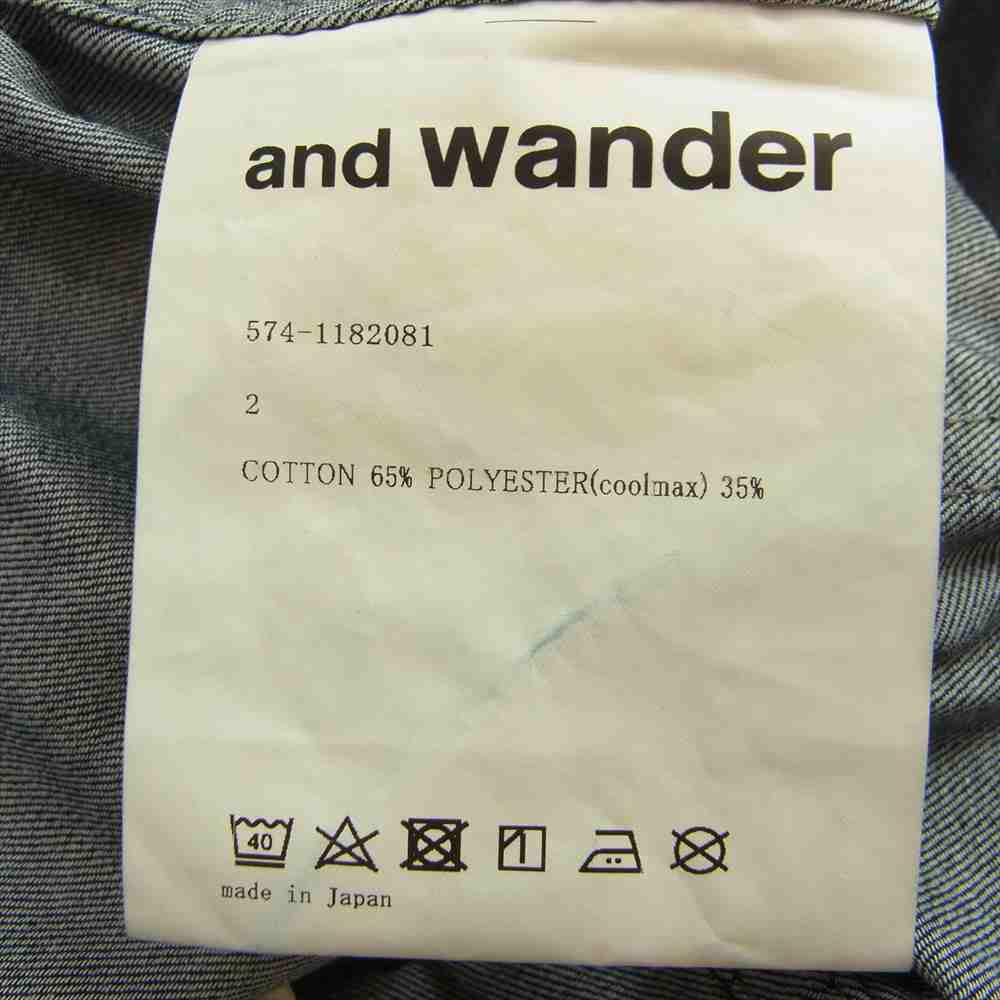 and wander
574-1182081
2
COTTON 65% POLYESTER(coolmax) 35%
40
made in Japan